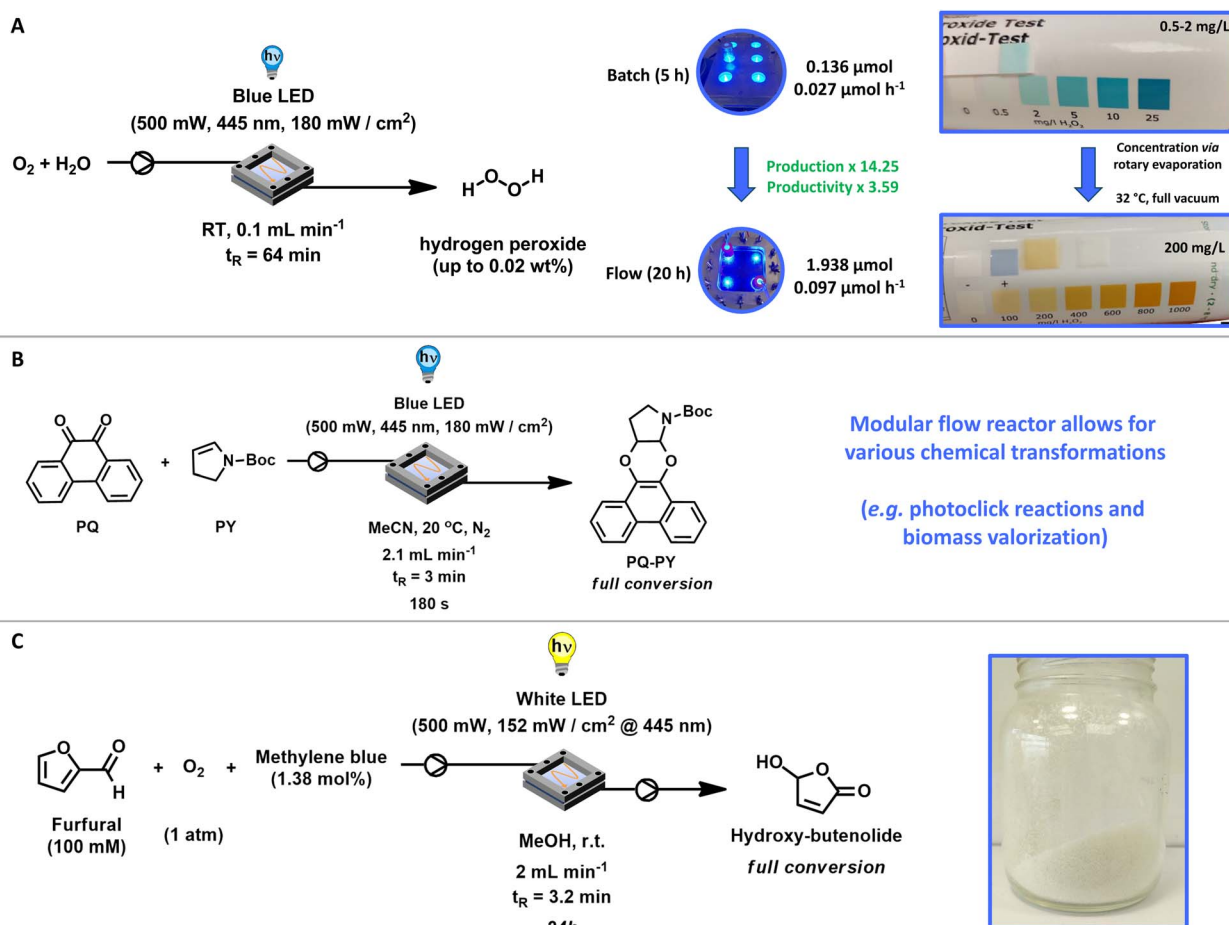 A
hν
Blue LED
(500 mW, 445 nm, 180 mW / cm²)
O₂ + H₂O
RT, 0.1 mL min⁻¹
tR = 64 min
H O O H
hydrogen peroxide
(up to 0.02 wt%)
Batch (5 h)
0.136 µmol
0.027 µmol h⁻¹
Production x 14.25
Productivity x 3.59
Flow (20 h)
1.938 µmol
0.097 µmol h⁻¹
roxide Test
oxid-Test
0.5-2 mg/L
0 0.5 2 5 10 25
mg/l H₂O₂
Concentration via
rotary evaporation
32 °C, full vacuum
oxid-Test
200 mg/L
- +
0 100 200 400 600 800 1000
mg/l H₂O₂
B
hν
Blue LED
(500 mW, 445 nm, 180 mW / cm²)
O O
+
N Boc
PQ
PY
MeCN, 20 °C, N₂
2.1 mL min⁻¹
tR = 3 min
180 s
N Boc
O O
PQ-PY
full conversion
Modular flow reactor allows for
various chemical transformations
(e.g. photoclick reactions and
biomass valorization)
C
hν
White LED
(500 mW, 152 mW / cm² @ 445 nm)
O O H
+ O₂ +
Methylene blue
(1.38 mol%)
Furfural
(100 mM)
(1 atm)
MeOH, r.t.
2 mL min⁻¹
tR = 3.2 min
HO O O
Hydroxy-butenolide
full conversion